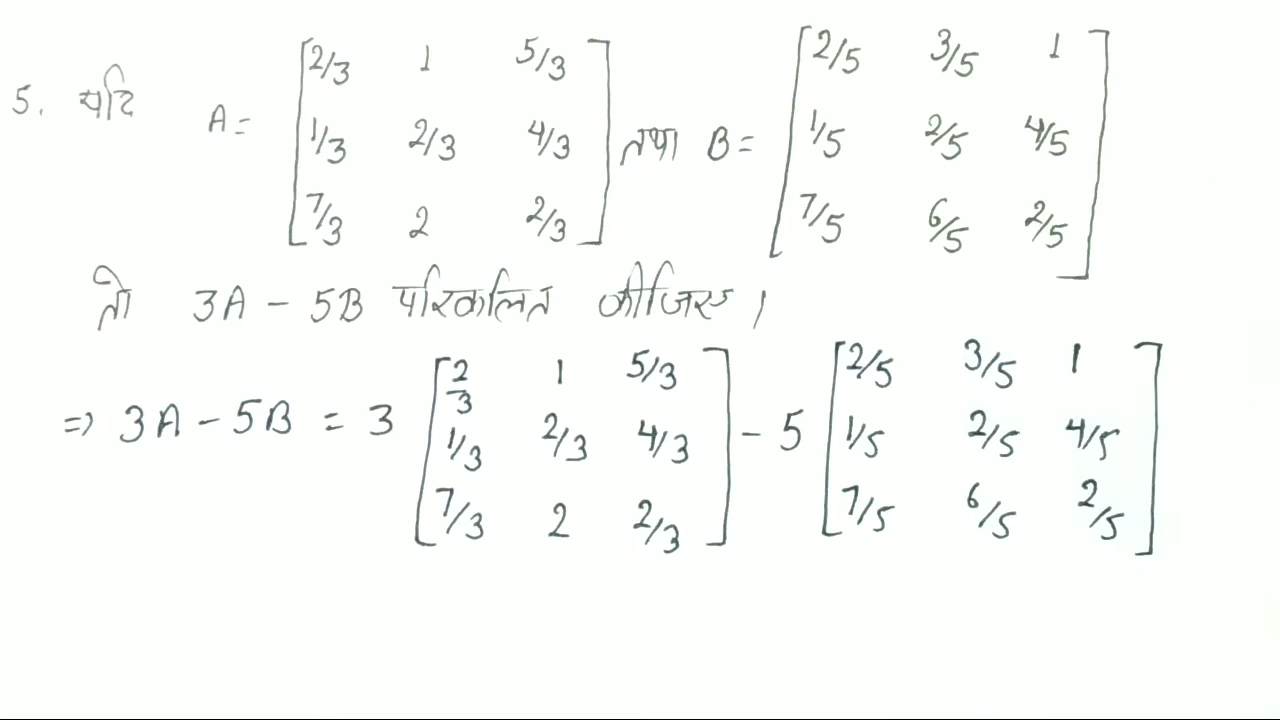 5. यदि A = [2/3 1 5/3
1/3 2/3 4/3
7/3 2 2/3] तथा B = [2/5 3/5 1
1/5 2/5 4/5
7/5 6/5 2/5]
तो 3A - 5B परिकलित कीजिए ।
=> 3A - 5B = 3 [2/3 1 5/3
1/3 2/3 4/3
7/3 2 2/3] - 5 [2/5 3/5 1
1/5 2/5 4/5
7/5 6/5 2/5]